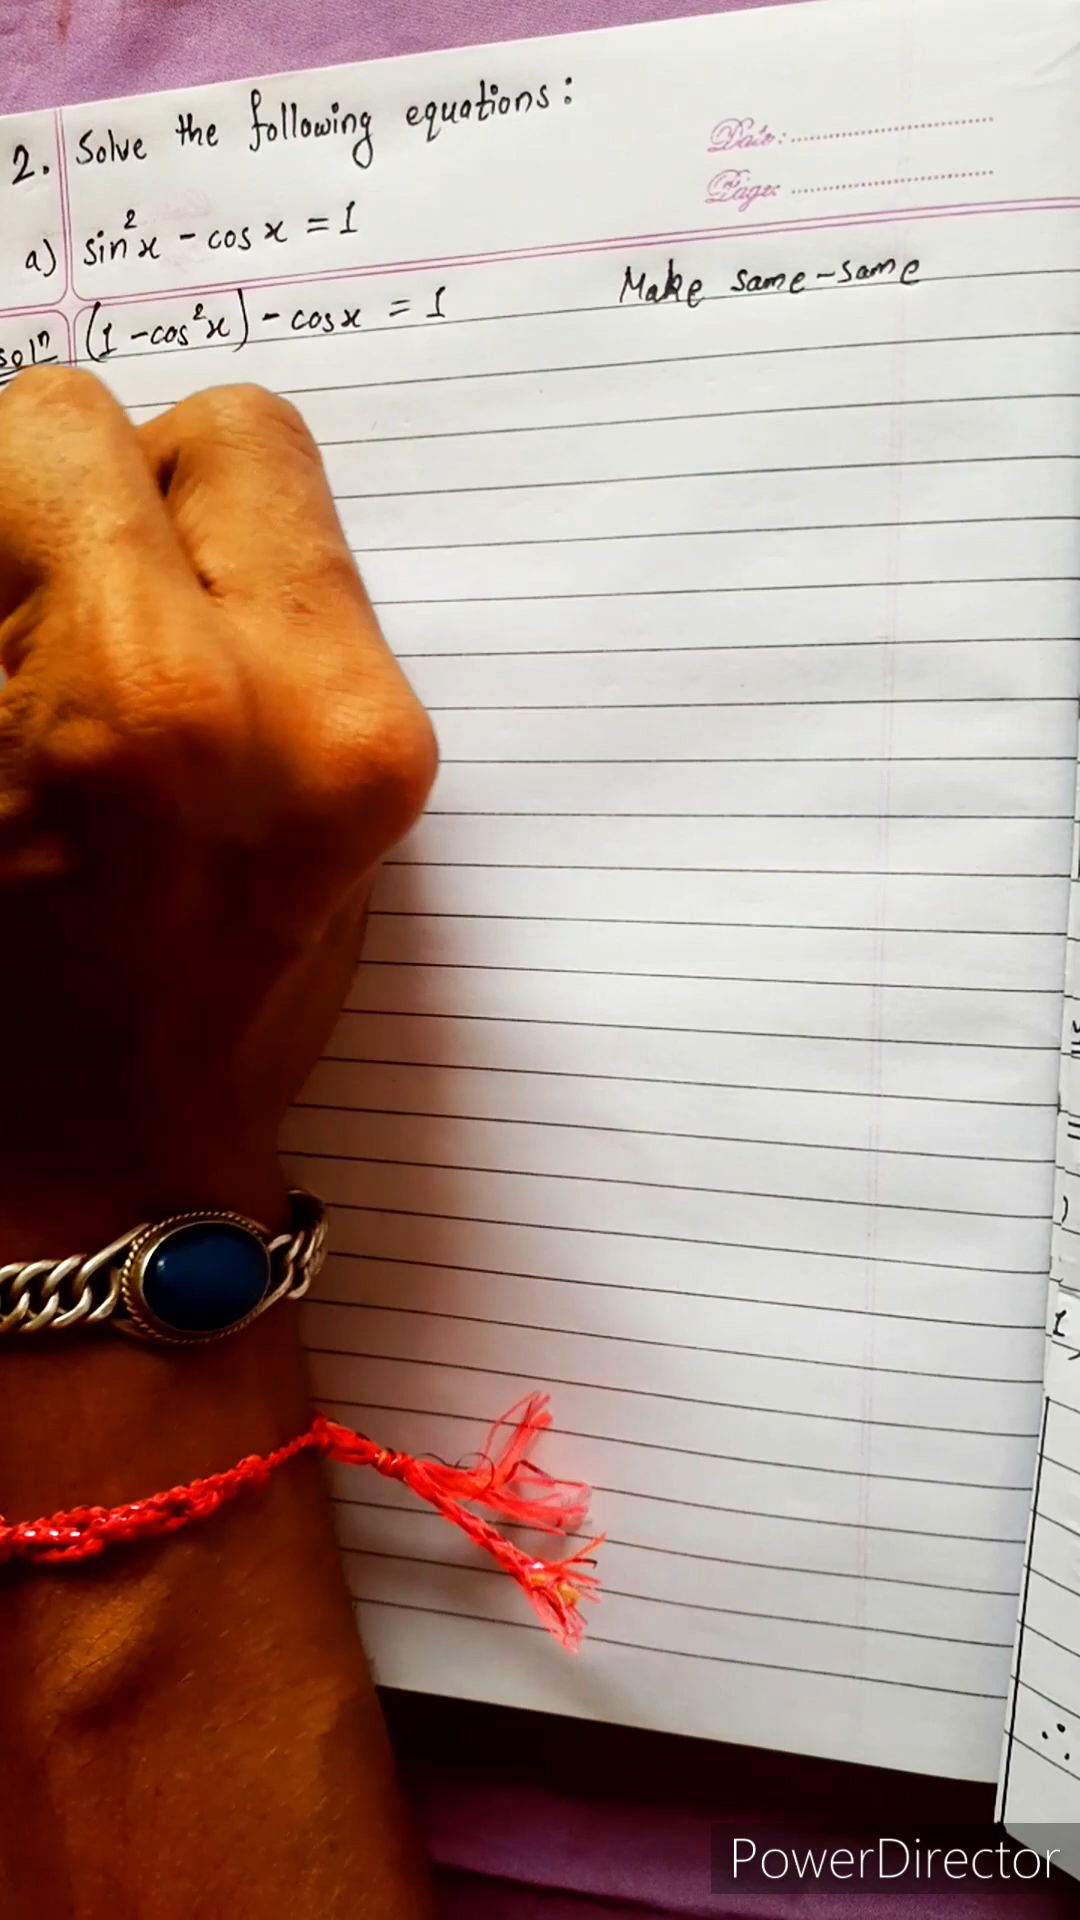 2. Solve the following equations:
Date:
Page:
a) sin²x - cos x = 1
Make same-same
solⁿ (1 - cos²x) - cos x = 1
1
PowerDirector